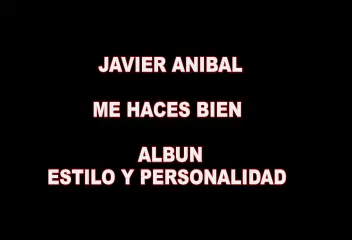 JAVIER ANIBAL
ME HACES BIEN
ALBUN
ESTILO Y PERSONALIDAD